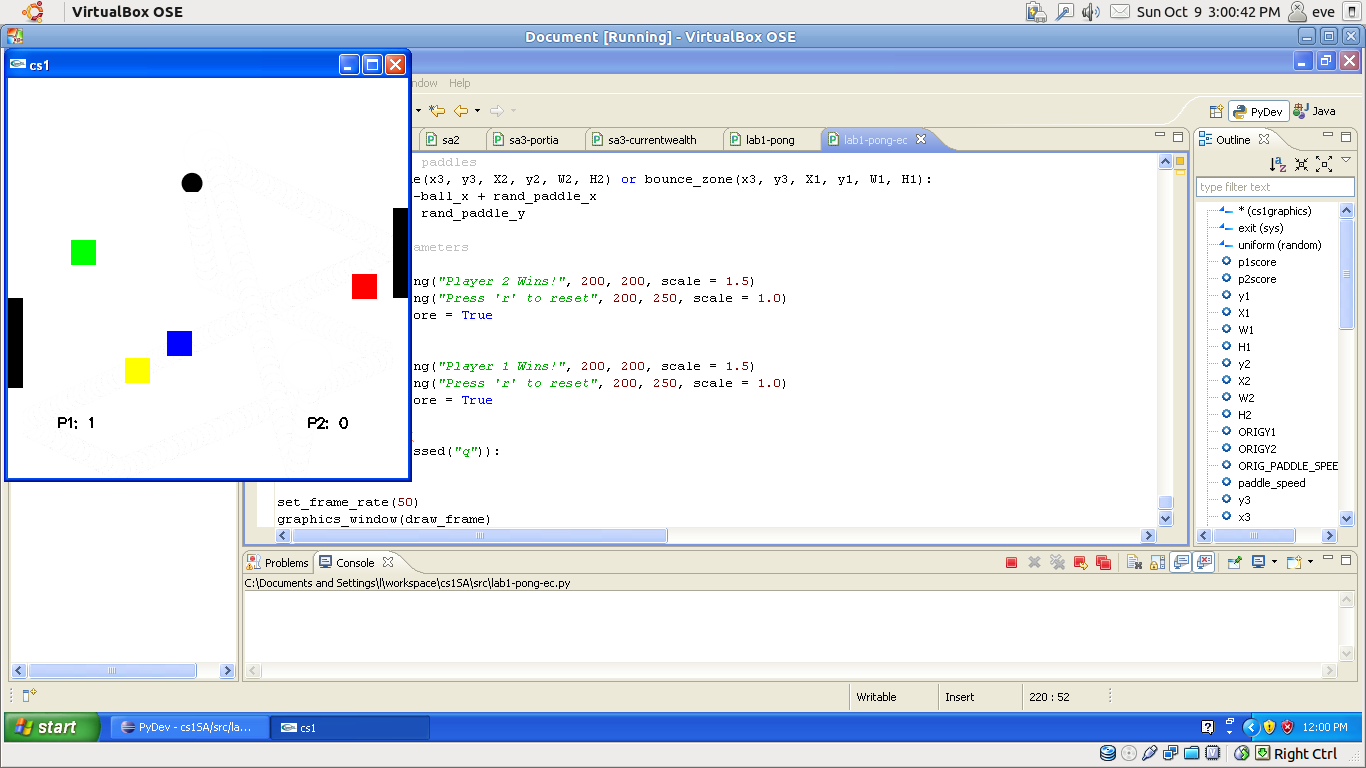 VirtualBox OSE
Sun Oct 9 3:00:42 PM
eve
Document [Running] - VirtualBox OSE
cs1
ndow Help
PyDev
Java
sa2
sa3-portia
sa3-currentwealth
lab1-pong
lab1-pong-ec
Outline
type filter text
paddles
e(x3, y3, X2, y2, W2, H2) or bounce_zone(x3, y3, X1, y1, W1, H1):
-ball_x + rand_paddle_x
rand_paddle_y
ameters
ng("Player 2 Wins!", 200, 200, scale = 1.5)
ng("Press 'r' to reset", 200, 250, scale = 1.0)
ore = True
ng("Player 1 Wins!", 200, 200, scale = 1.5)
ng("Press 'r' to reset", 200, 250, scale = 1.0)
ore = True
ssed("q")):
set_frame_rate(50)
graphics_window(draw_frame)
P1: 1
P2: 0
* (cs1graphics)
exit (sys)
uniform (random)
p1score
p2score
y1
X1
W1
H1
y2
X2
W2
H2
ORIGY1
ORIGY2
ORIG_PADDLE_SPEE
paddle_speed
y3
x3
Problems
Console
C:\Documents and Settings\l\workspace\cs1SA\src\lab1-pong-ec.py
Writable
Insert
220 : 52
start
PyDev - cs1SA/src/la...
cs1
12:00 PM
Right Ctrl